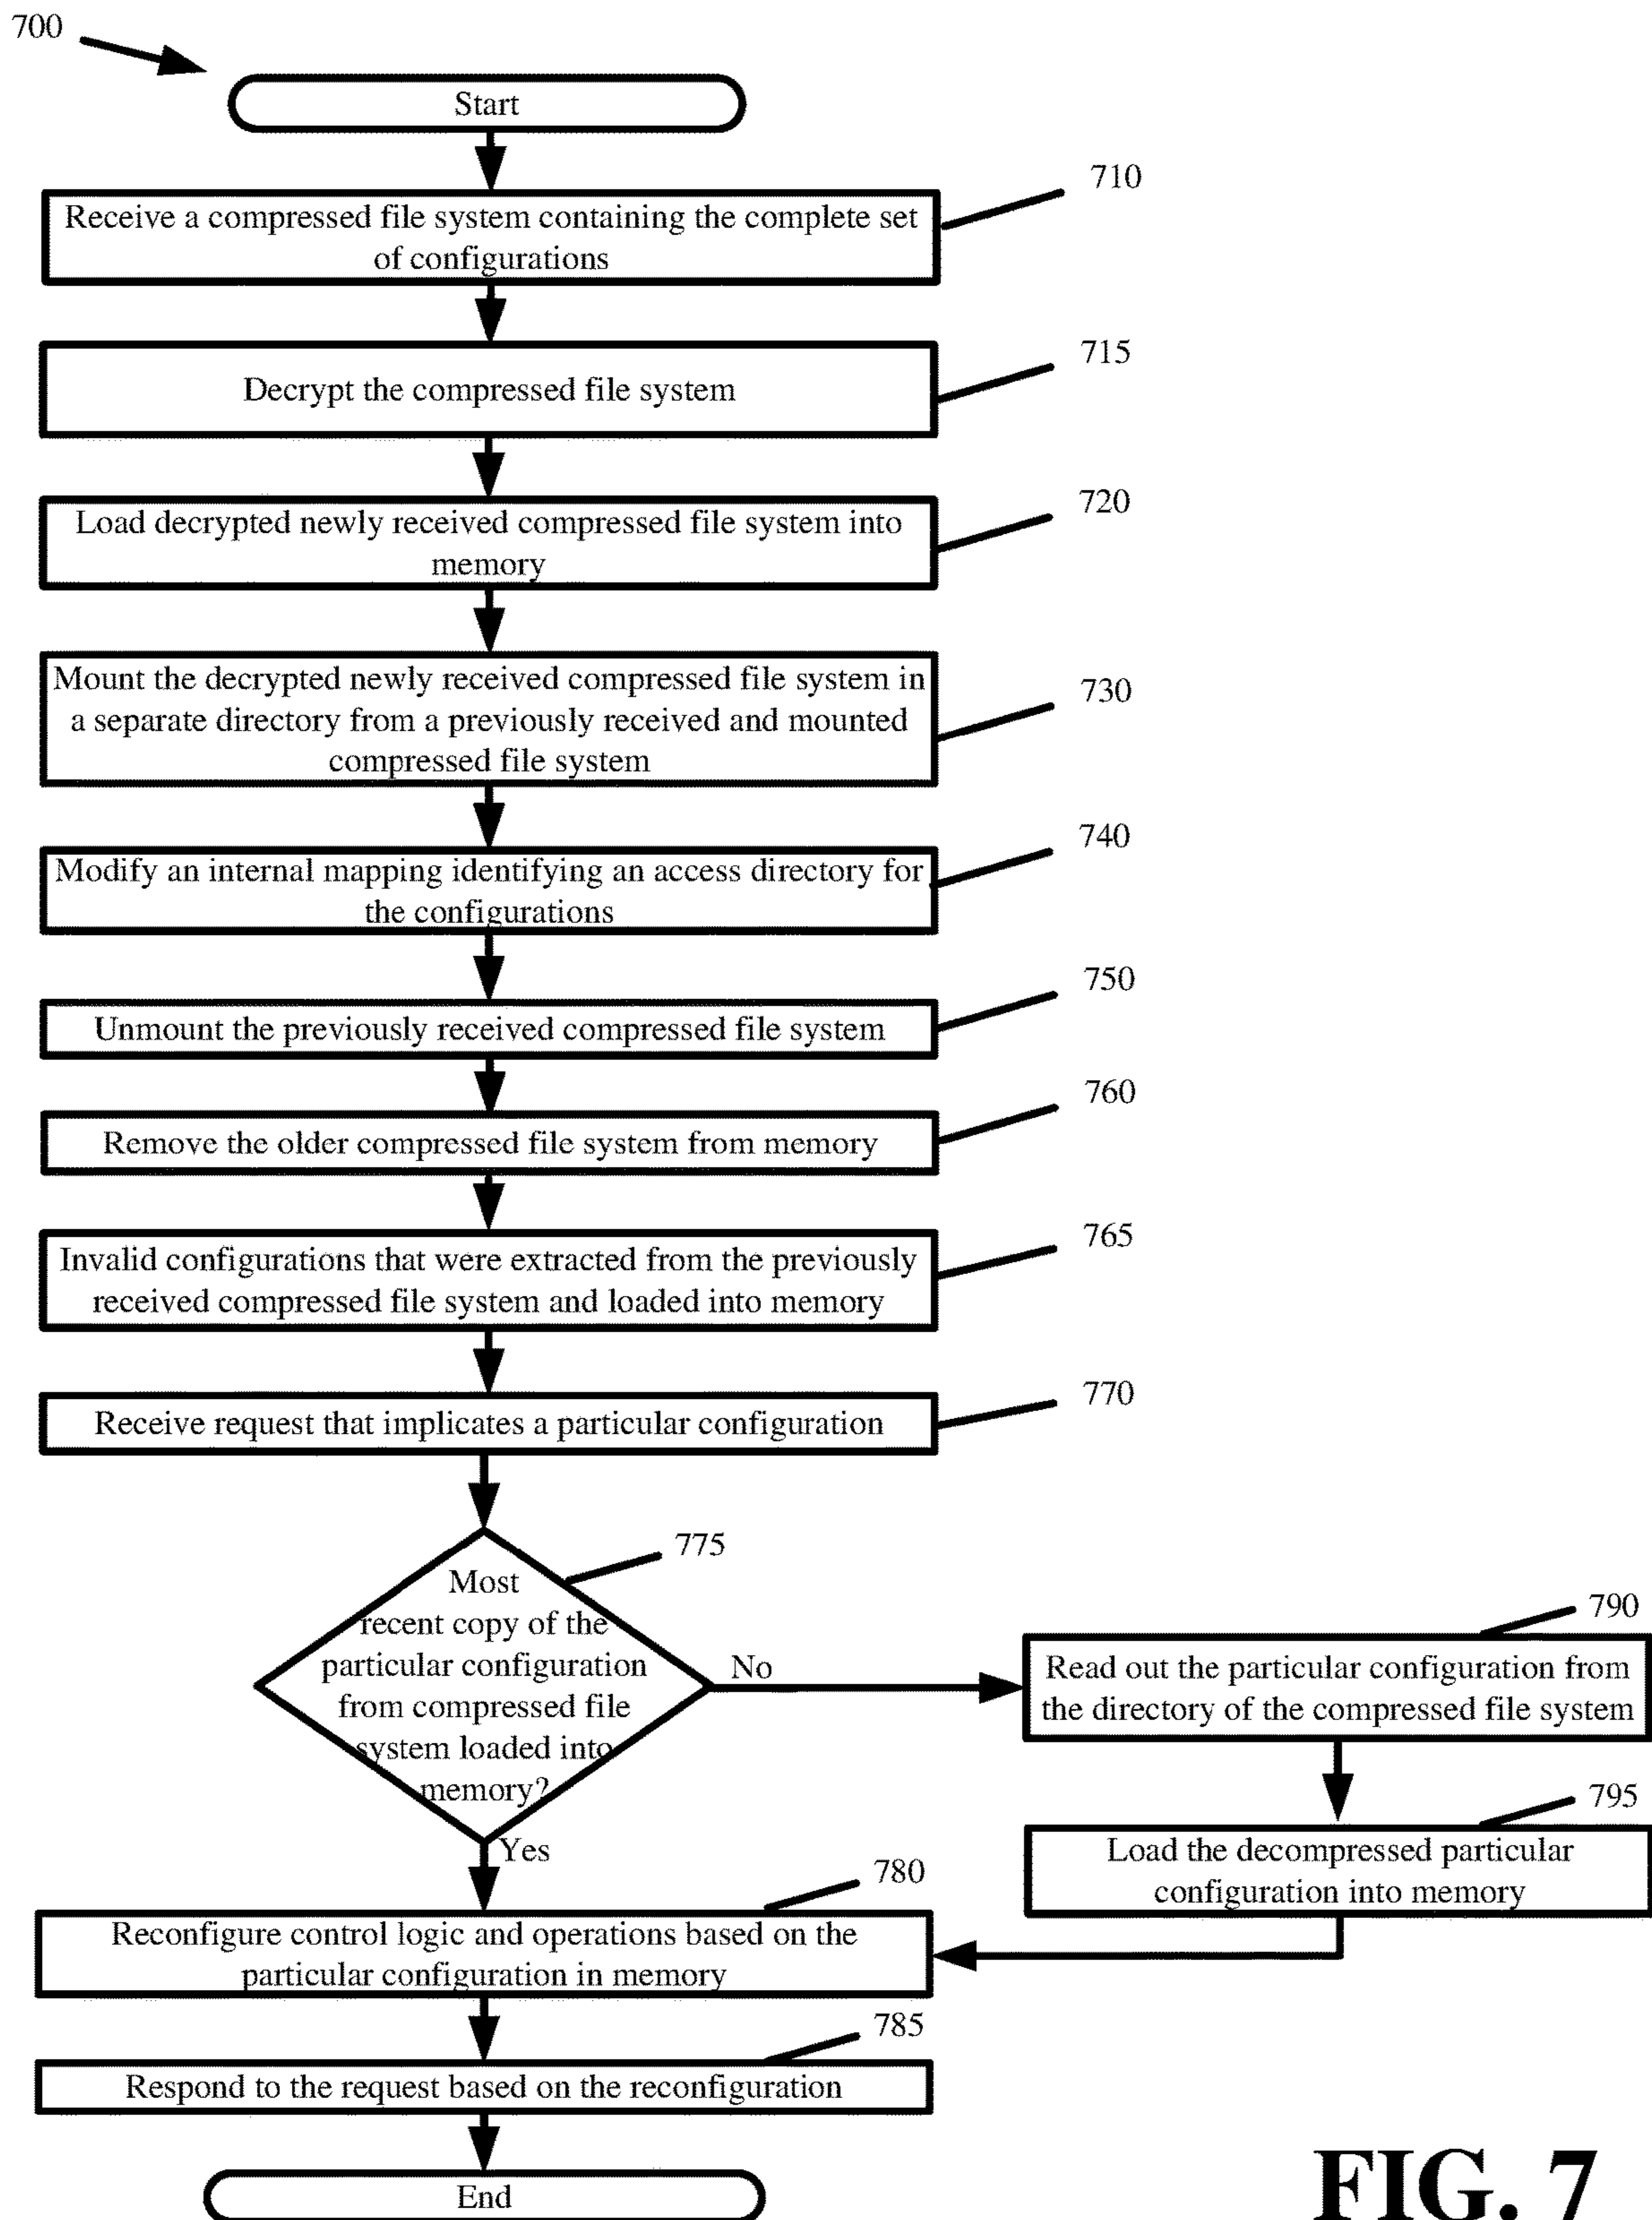 700
Start
710
Receive a compressed file system containing the complete set
of configurations
715
Decrypt the compressed file system
720
Load decrypted newly received compressed file system into
memory
730
Mount the decrypted newly received compressed file system in
a separate directory from a previously received and mounted
compressed file system
740
Modify an internal mapping identifying an access directory for
the configurations
750
Unmount the previously received compressed file system
760
Remove the older compressed file system from memory
765
Invalid configurations that were extracted from the previously
received compressed file system and loaded into memory
770
Receive request that implicates a particular configuration
775
Most
recent copy of the
particular configuration
from compressed file
system loaded into
memory?
No
790
Read out the particular configuration from
the directory of the compressed file system
795
Load the decompressed particular
configuration into memory
Yes
780
Reconfigure control logic and operations based on the
particular configuration in memory
785
Respond to the request based on the reconfiguration
End
FIG. 7